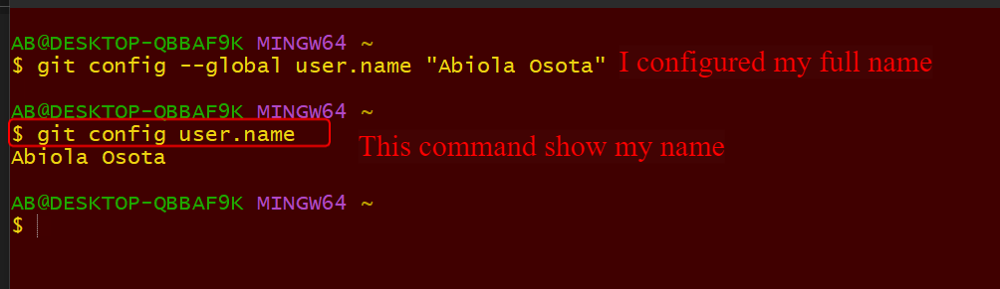 AB@DESKTOP-QBBAF9K MINGW64 ~
$ git config --global user.name "Abiola Osota" I configured my full name
AB@DESKTOP-QBBAF9K MINGW64 ~
$ git config user.name
This command show my name
Abiola Osota
AB@DESKTOP-QBBAF9K MINGW64 ~
$